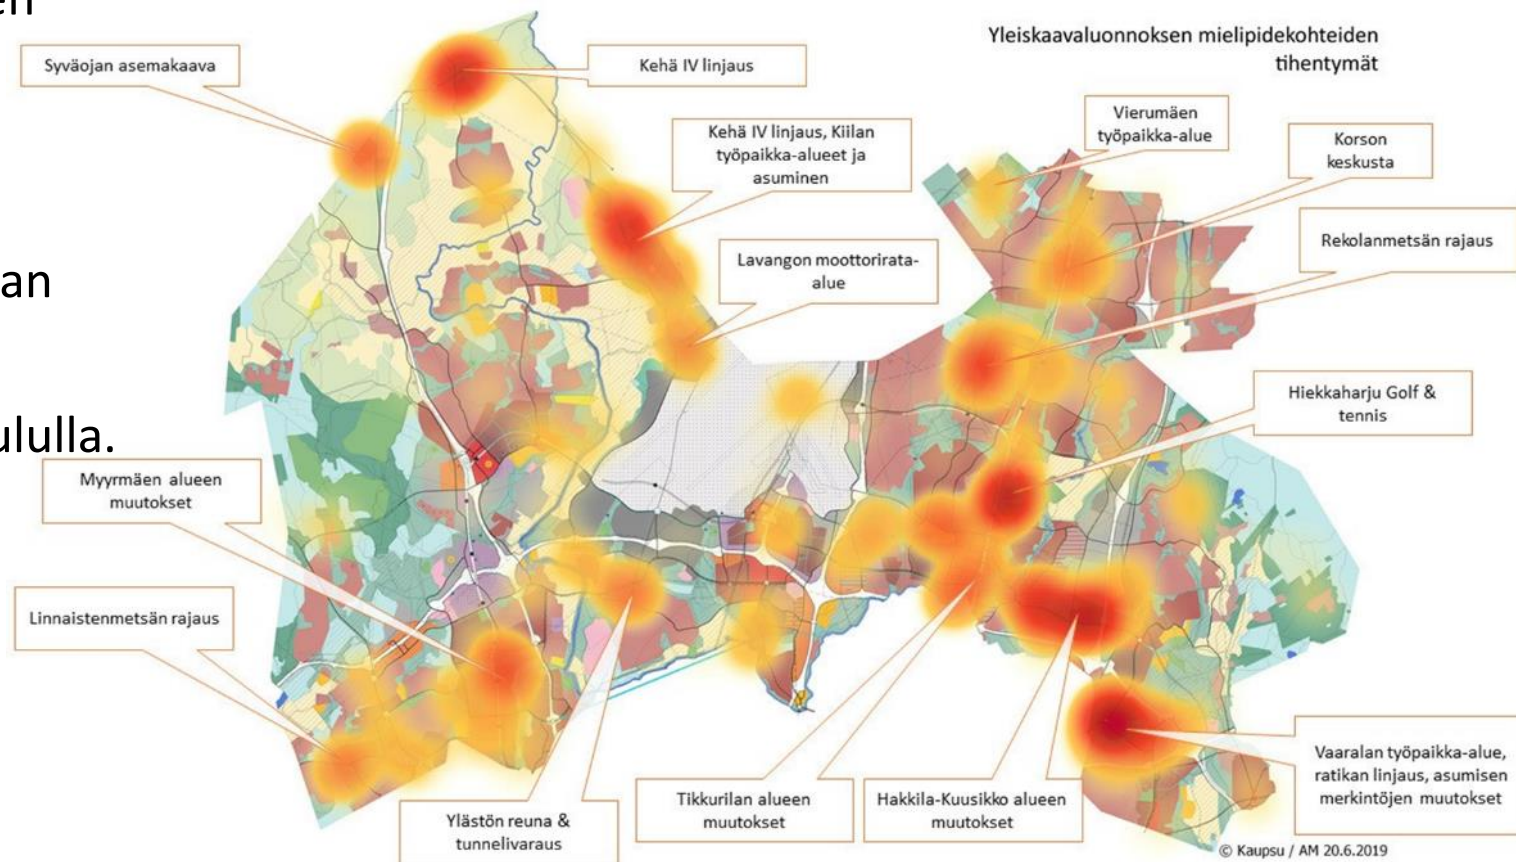 en
an
ululla.
Yleiskaavaluonnoksen mielipidekohteiden
tihentymät
Syväojan asemakaava
Kehä IV linjaus
Kehä IV linjaus, Kiilan
työpaikka-alueet ja
asuminen
Lavangon moottorirata-
alue
Vierumäen
työpaikka-alue
Korson
keskusta
Rekolanmetsän rajaus
Hiekkaharju Golf &
tennis
Myyrmäen alueen
muutokset
Linnaistenmetsän rajaus
Ylästön reuna &
tunnelivaraus
Tikkurilan alueen
muutokset
Hakkila-Kuusikko alueen
muutokset
Vaaralan työpaikka-alue,
ratikan linjaus, asumisen
merkintöjen muutokset
© Kaupsu / AM 20.6.2019